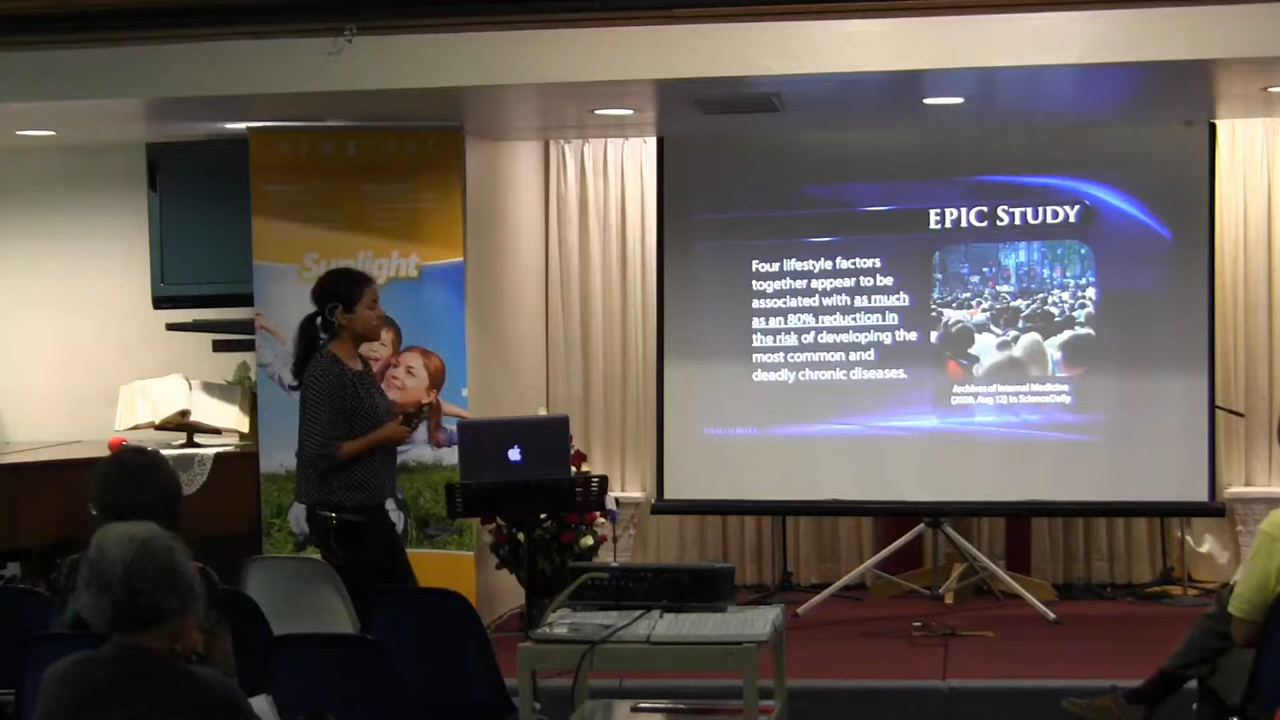 NEWSTART
Sunlight
EPIC STUDY
Four lifestyle factors
together appear to be
associated with as much
as an 80% reduction in
the risk of developing the
most common and
deadly chronic diseases.
Archives of Internal Medicine
(2009, Aug 12) in ScienceDaily